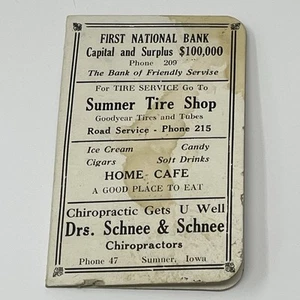 FIRST NATIONAL BANK
Capital and Surplus $100,000
Phone 209
The Bank of Friendly Servise
For TIRE SERVICE Go To
Sumner Tire Shop
Goodyear Tires and Tubes
Road Service - Phone 215
Ice Cream Candy
Cigars Soft Drinks
HOME CAFE
A GOOD PLACE TO EAT
Chiropractic Gets U Well
Drs. Schnee & Schnee
Chiropractors
Phone 47 Sumner, Iowa